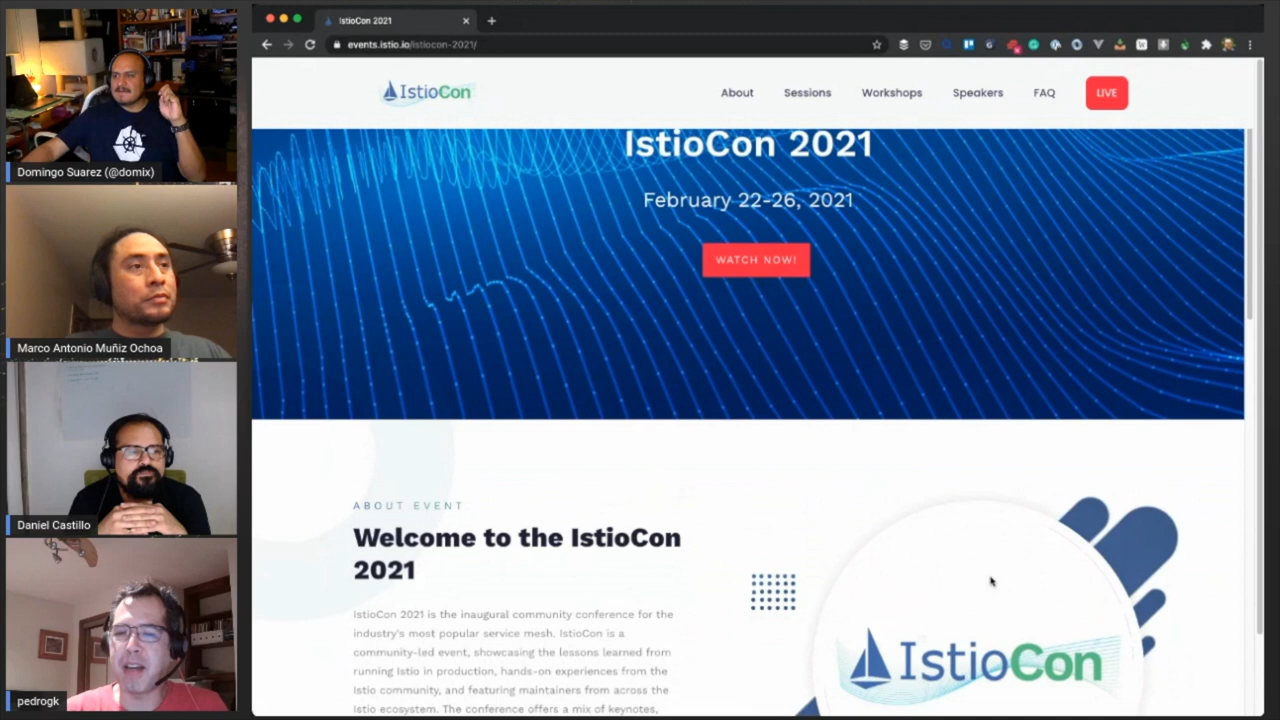 Domingo Suarez (@domix)
Marco Antonio Muñiz Ochoa
Daniel Castillo
pedrogk
IstioCon 2021
events.istio.io/istiocon-2021/
IstioCon
About
Sessions
Workshops
Speakers
FAQ
LIVE
IstioCon 2021
February 22-26, 2021
WATCH NOW!
ABOUT EVENT
Welcome to the IstioCon
2021
IstioCon 2021 is the inaugural community conference for the
industry's most popular service mesh. IstioCon is a
community-led event, showcasing the lessons learned from
running Istio in production, hands-on experiences from the
Istio community, and featuring maintainers from across the
Istio ecosystem. The conference offers a mix of keynotes,
IstioCon